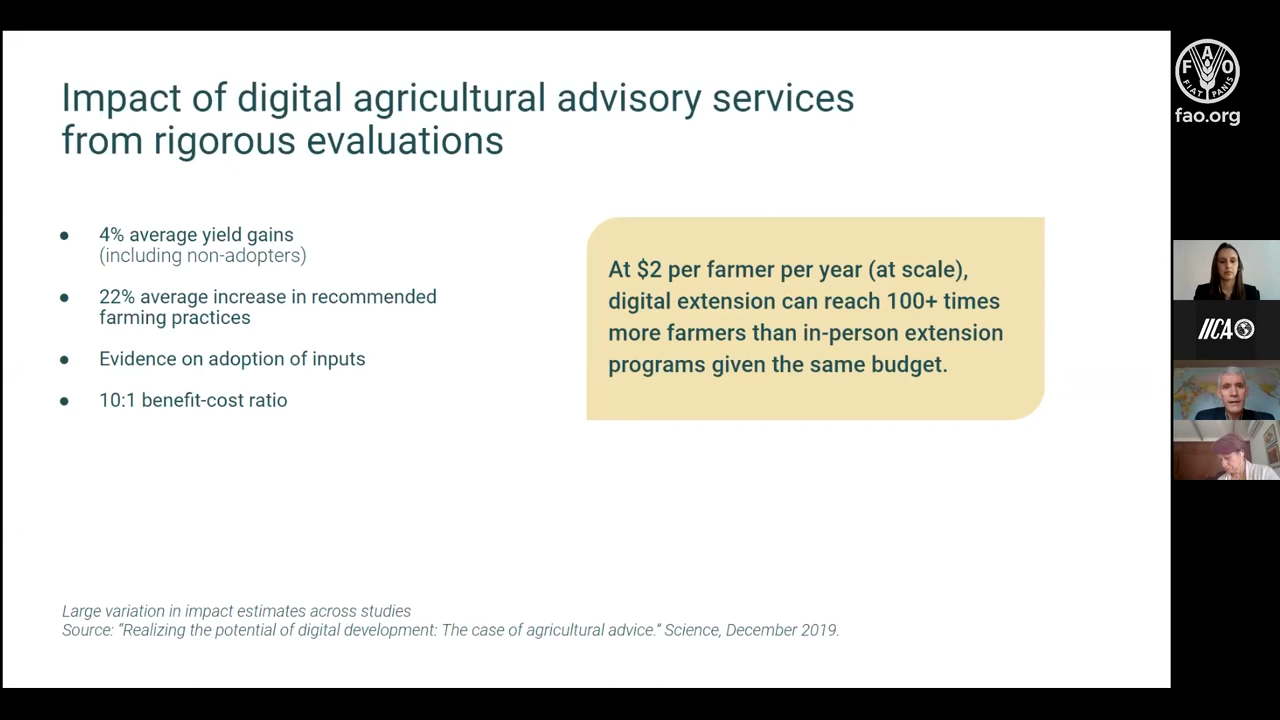 Impact of digital agricultural advisory services
from rigorous evaluations
● 4% average yield gains
(including non-adopters)
● 22% average increase in recommended
farming practices
● Evidence on adoption of inputs
● 10:1 benefit-cost ratio
At $2 per farmer per year (at scale),
digital extension can reach 100+ times
more farmers than in-person extension
programs given the same budget.
Large variation in impact estimates across studies
Source: “Realizing the potential of digital development: The case of agricultural advice.” Science, December 2019.
F A O
FIAT PANIS
fao.org
IICA